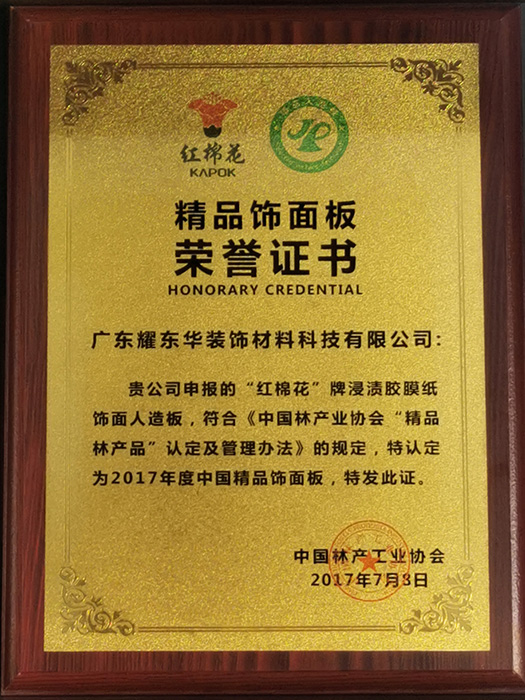 红棉花
KAPOK
JP
精品饰面板
荣誉证书
HONORARY CREDENTIAL
广东耀东华装饰材料科技有限公司：
贵公司申报的“红棉花”牌浸渍胶膜纸
饰面人造板，符合《中国林产业协会“精品
林产品”认定及管理办法》的规定，特认定
为2017年度中国精品饰面板，特发此证。
中国林产工业协会
2017年7月8日